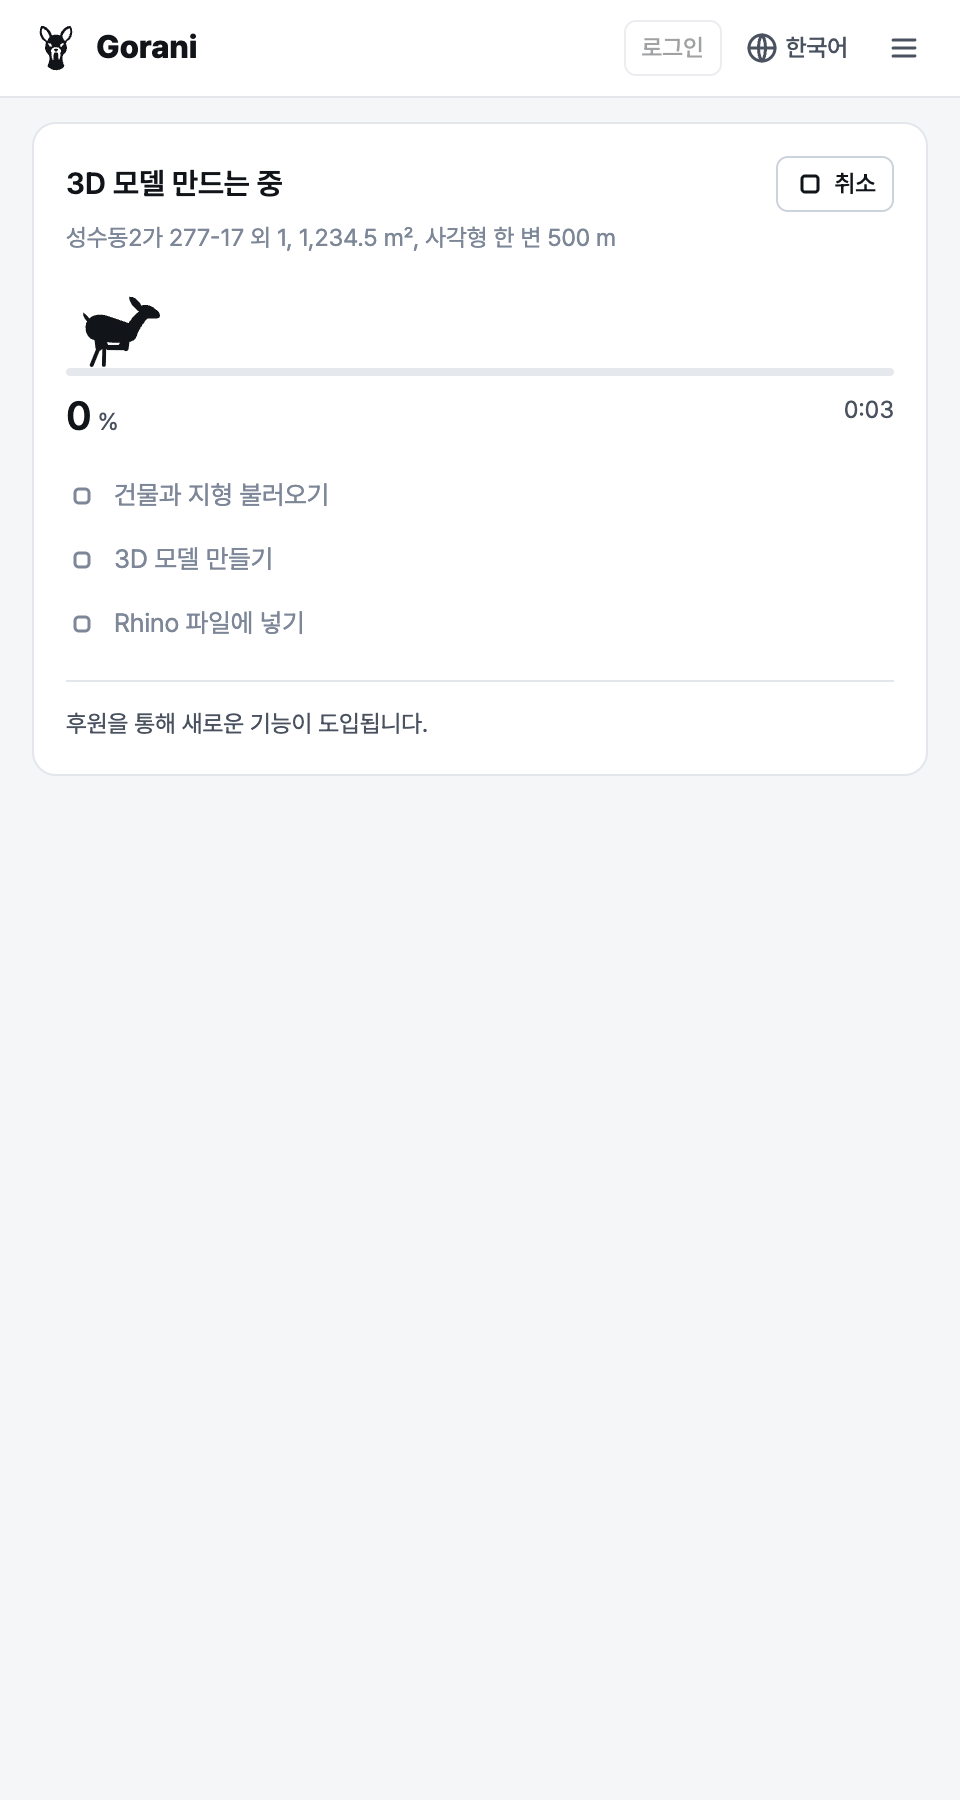 Gorani
로그인
한국어
3D 모델 만드는 중
취소
성수동2가 277-17 외 1, 1,234.5 m², 사각형 한 변 500 m
0 %
0:03
건물과 지형 불러오기
3D 모델 만들기
Rhino 파일에 넣기
후원을 통해 새로운 기능이 도입됩니다.